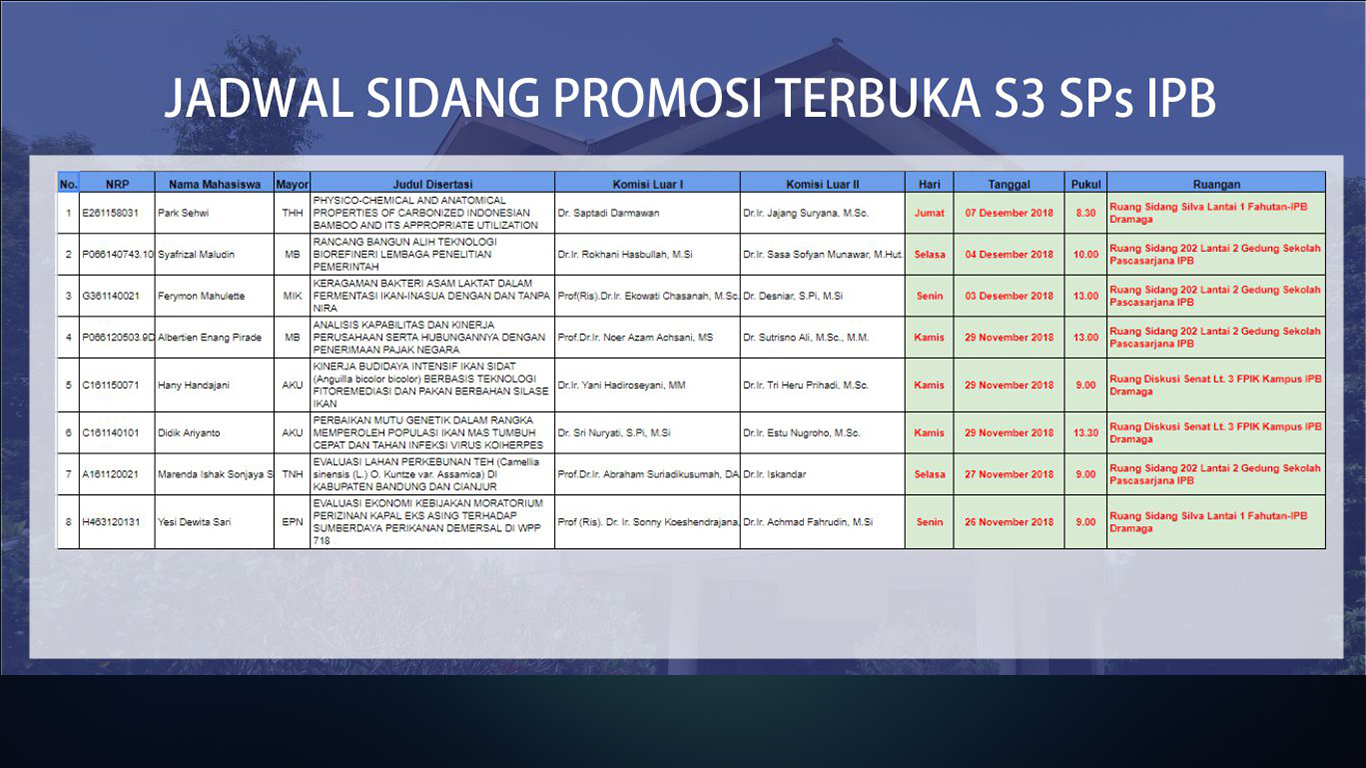 JADWAL SIDANG PROMOSI TERBUKA S3 SPs IPB
No. NRP Nama Mahasiswa Mayor Judul Disertasi Komisi Luar I Komisi Luar II Hari Tanggal Pukul Ruangan
1 E261158031 Park Sehwi THH PHYSICO-CHEMICAL AND ANATOMICAL
PROPERTIES OF CARBONIZED INDONESIAN
BAMBOO AND ITS APPROPRIATE UTILIZATION
Dr. Saptadi Darmawan Dr.Ir. Jajang Suryana, M.Sc. Jumat 07 Desember 2018 8.30 Ruang Sidang Silva Lantai 1 Fahutan-IPB
Dramaga
2 P066140743.10 Syafrizal Maludin MB RANCANG BANGUN ALIH TEKNOLOGI
BIOREFINERI LEMBAGA PENELITIAN
PEMERINTAH
Dr.Ir. Rokhani Hasbullah, M.Si Dr.Ir. Sasa Sofyan Munawar, M.Hut. Selasa 04 Desember 2018 10.00 Ruang Sidang 202 Lantai 2 Gedung Sekolah
Pascasarjana IPB
3 G361140021 Ferymon Mahulette MIK KERAGAMAN BAKTERI ASAM LAKTAT DALAM
FERMENTASI IKAN-INASUA DENGAN DAN TANPA
NIRA
Prof(Ris).Dr.Ir. Ekowati Chasanah, M.Sc. Dr. Desniar, S.Pi, M.Si Senin 03 Desember 2018 13.00 Ruang Sidang 202 Lantai 2 Gedung Sekolah
Pascasarjana IPB
4 P066120503.9D Albertien Enang Pirade MB ANALISIS KAPABILITAS DAN KINERJA
PERUSAHAAN SERTA HUBUNGANNYA DENGAN
PENERIMAAN PAJAK NEGARA
Prof.Dr.Ir. Noer Azam Achsani, MS Dr. Sutrisno Ali, M.Sc., M.M. Kamis 29 November 2018 13.00 Ruang Sidang 202 Lantai 2 Gedung Sekolah
Pascasarjana IPB
5 C161150071 Hany Handajani AKU KINERJA BUDIDAYA INTENSIF IKAN SIDAT
(Anguilla bicolor bicolor) BERBASIS TEKNOLOGI
FITOREMEDIASI DAN PAKAN BERBAHAN SILASE
IKAN
Dr.Ir. Yani Hadiroseyani, MM Dr.Ir. Tri Heru Prihadi, M.Sc. Kamis 29 November 2018 9.00 Ruang Diskusi Senat Lt. 3 FPIK Kampus IPB
Dramaga
6 C161140101 Didik Ariyanto AKU PERBAIKAN MUTU GENETIK DALAM RANGKA
MEMPEROLEH POPULASI IKAN MAS TUMBUH
CEPAT DAN TAHAN INFEKSI VIRUS KOIHERPES
Dr. Sri Nuryati, S.Pi, M.Si Dr.Ir. Estu Nugroho, M.Sc. Kamis 29 November 2018 13.30 Ruang Diskusi Senat Lt. 3 FPIK Kampus IPB
Dramaga
7 A161120021 Marenda Ishak Sonjaya S TNH EVALUASI LAHAN PERKEBUNAN TEH (Camellia
sinensis (L.) O. Kuntze var. Assamica) DI
KABUPATEN BANDUNG DAN CIANJUR
Prof.Dr.Ir. Abraham Suriadikusumah, DA Dr.Ir. Iskandar Selasa 27 November 2018 9.00 Ruang Sidang 202 Lantai 2 Gedung Sekolah
Pascasarjana IPB
8 H463120131 Yesi Dewita Sari EPN EVALUASI EKONOMI KEBIJAKAN MORATORIUM
PERIZINAN KAPAL EKS ASING TERHADAP
SUMBERDAYA PERIKANAN DEMERSAL DI WPP
718
Prof (Ris). Dr. Ir. Sonny Koeshendrajana, Dr.Ir. Achmad Fahrudin, M.Si Senin 26 November 2018 9.00 Ruang Sidang Silva Lantai 1 Fahutan-IPB
Dramaga